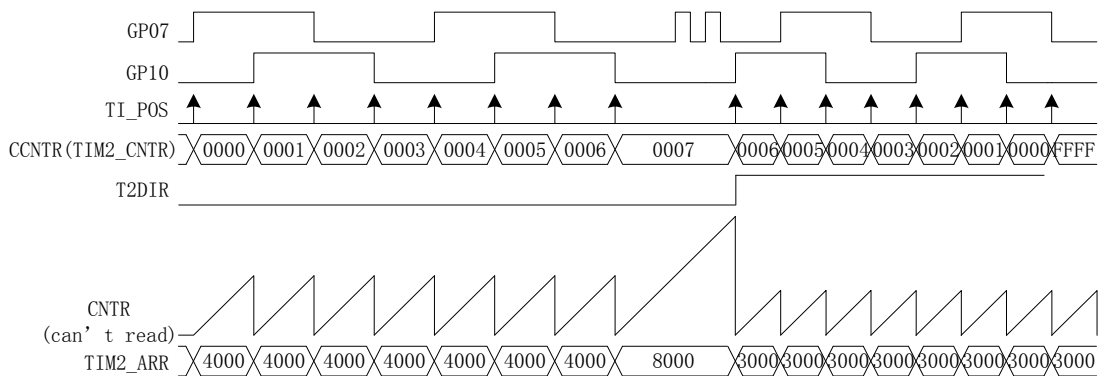 GP07
GP10
TI_POS
CCNTR(TIM2_CNTR) 0000 0001 0002 0003 0004 0005 0006 0007 0006 0005 0004 0003 0002 0001 0000 FFFF
T2DIR
CNTR
(can't read)
TIM2_ARR 4000 4000 4000 4000 4000 4000 4000 8000 3000 3000 3000 3000 3000 3000 3000 3000